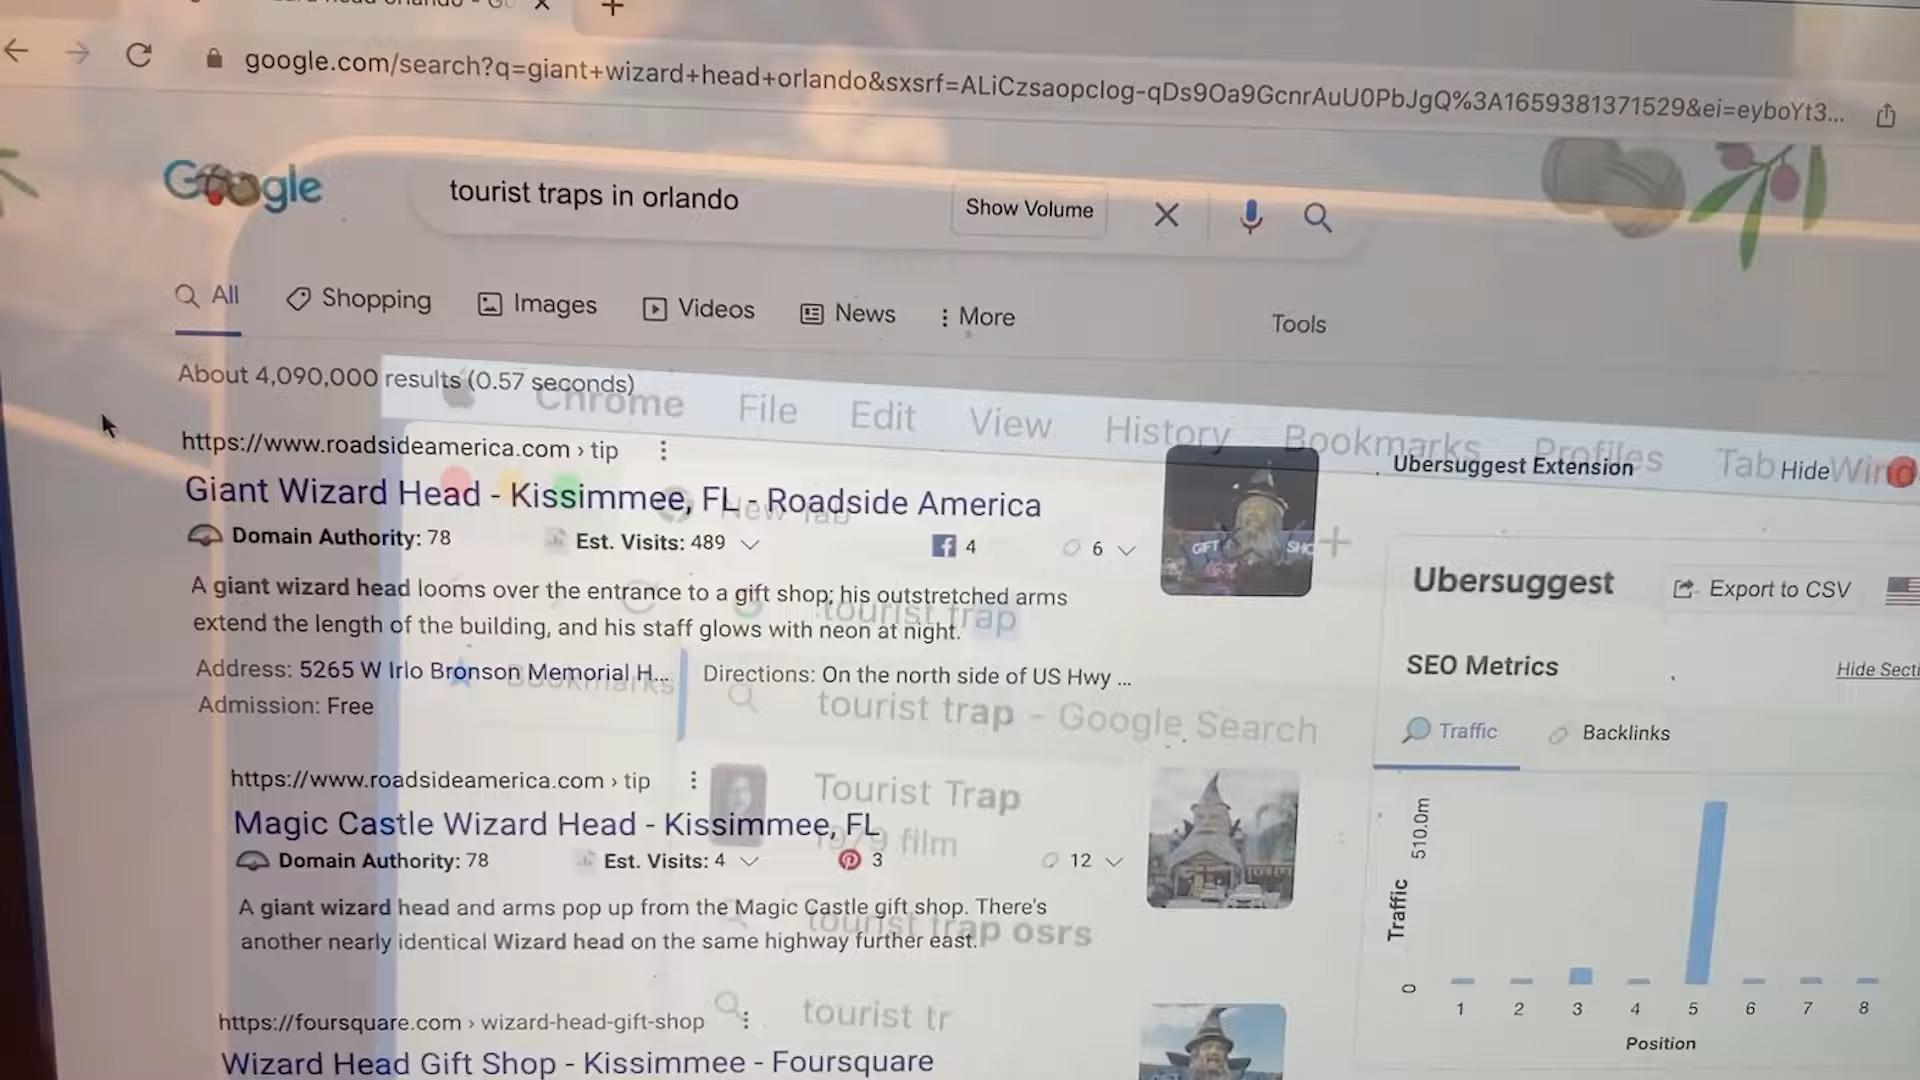 google.com/search?q=giant+wizard+head+orlando&sxsrf=ALiCzsaopclog-qDs9Oa9GcnrAuU0PbJgQ%3A1659381371529&ei=eyboYt3...
Google
tourist traps in orlando
Show Volume
All
Shopping
Images
Videos
News
More
Tools
About 4,090,000 results (0.57 seconds)
Chrome File Edit View History Bookmarks Profiles Tab
https://www.roadsideamerica.com › tip
Giant Wizard Head - Kissimmee, FL - Roadside America
New Tab
Domain Authority: 78
Est. Visits: 489
4
6
A giant wizard head looms over the entrance to a gift shop; his outstretched arms
extend the length of the building, and his staff glows with neon at night.
tourist trap
Address: 5265 W Irlo Bronson Memorial H...
Directions: On the north side of US Hwy ...
Bookmarks
Admission: Free
tourist trap - Google Search
https://www.roadsideamerica.com › tip
Tourist Trap
Magic Castle Wizard Head - Kissimmee, FL
1979 film
Domain Authority: 78
Est. Visits: 4
3
12
A giant wizard head and arms pop up from the Magic Castle gift shop. There's
another nearly identical Wizard head on the same highway further east.
tourist trap osrs
https://foursquare.com › wizard-head-gift-shop
tourist tr
Wizard Head Gift Shop - Kissimmee - Foursquare
GIFT
Ubersuggest Extension
Hide
Ubersuggest
Export to CSV
SEO Metrics
Hide Secti
Traffic
Backlinks
510.0m
Traffic
0
1 2 3 4 5 6 7 8
Position